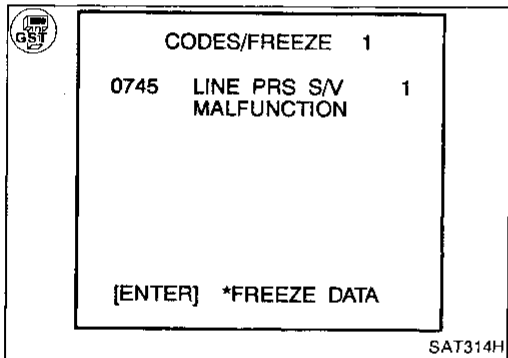 GST
CODES/FREEZE 1
0745 LINE PRS S/V 1
MALFUNCTION
[ENTER] *FREEZE DATA
SAT314H